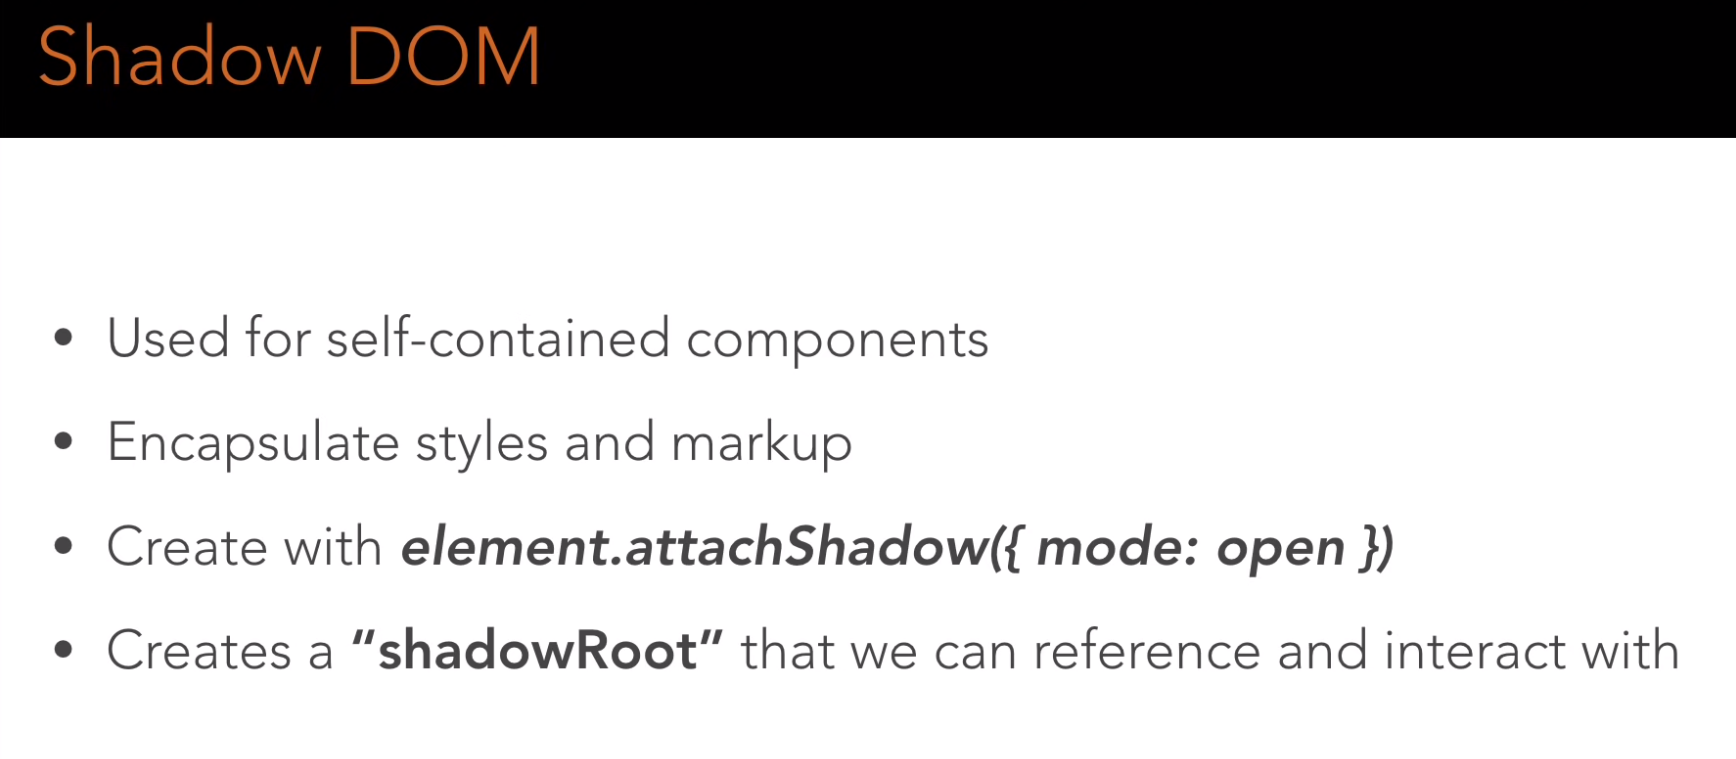 Shadow DOM
• Used for self-contained components
• Encapsulate styles and markup
• Create with element.attachShadow({ mode: open })
• Creates a “shadowRoot” that we can reference and interact with